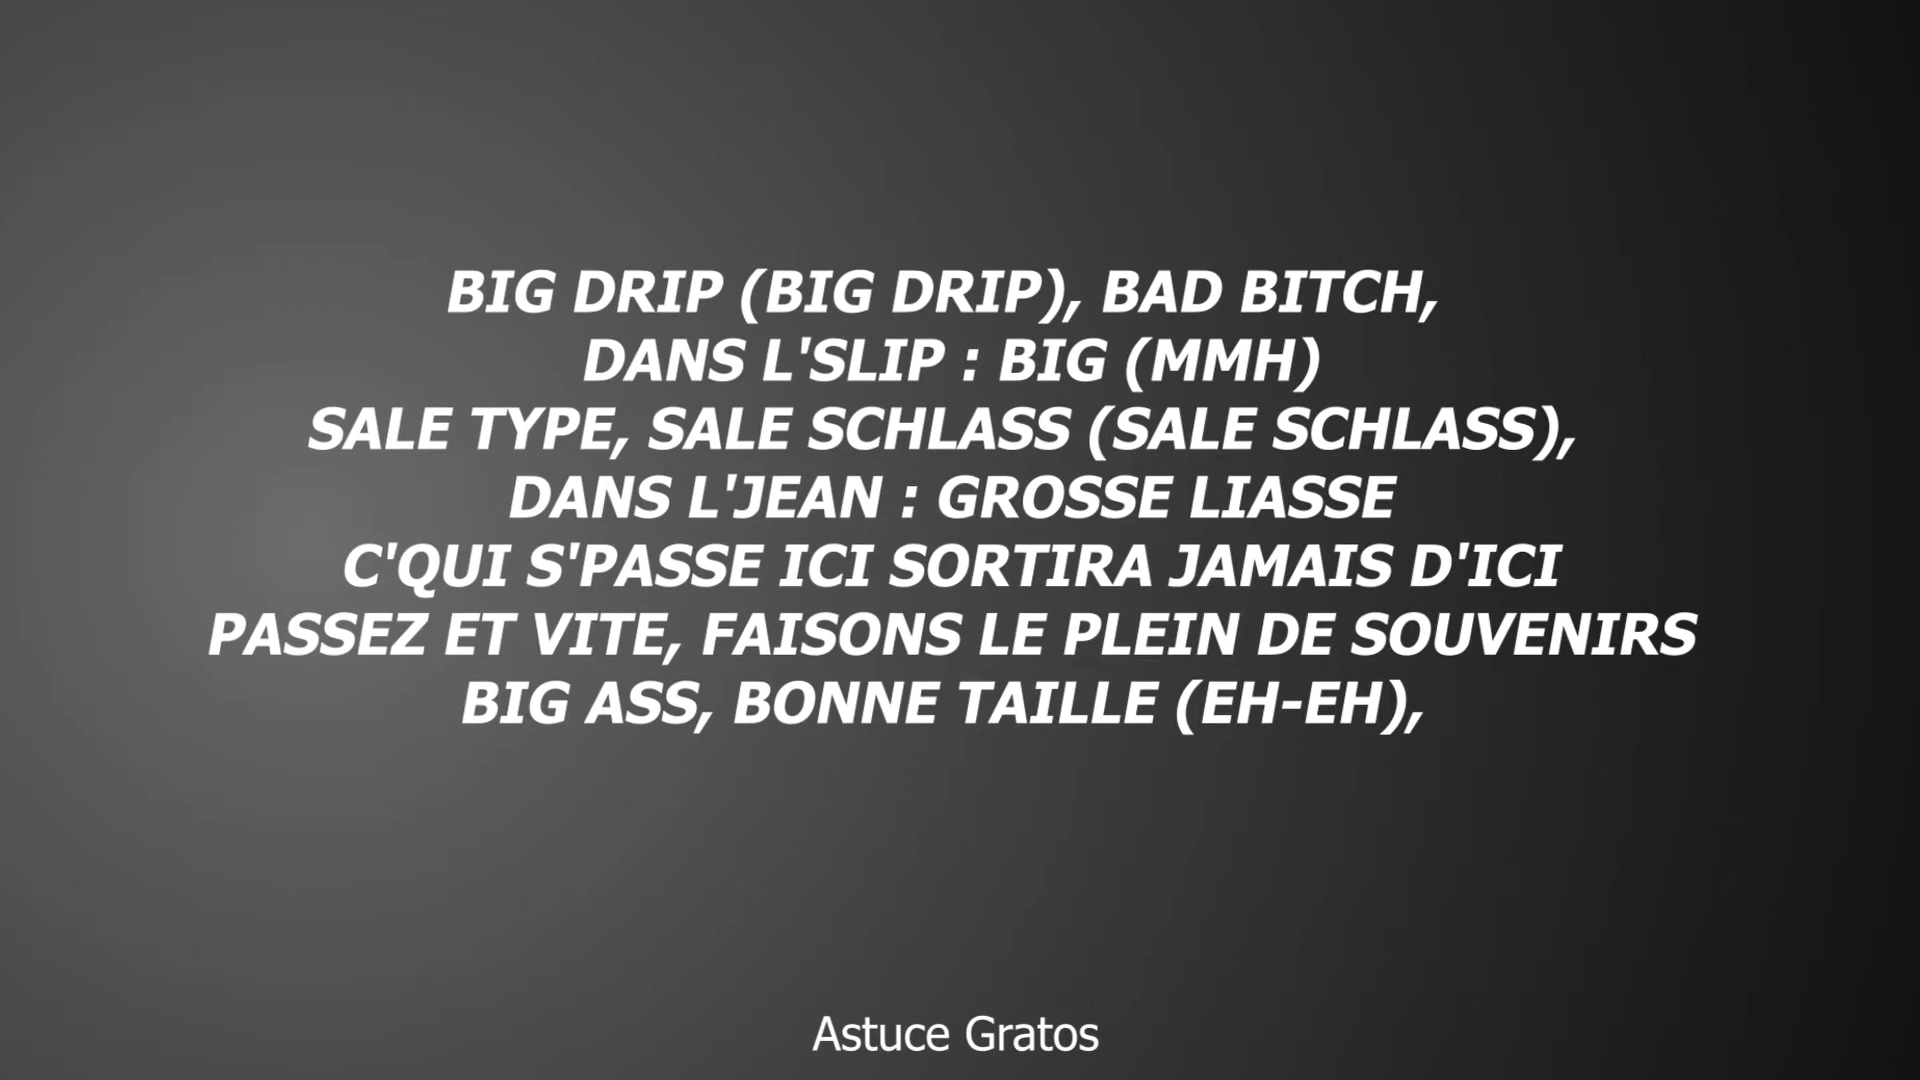 BIG DRIP (BIG DRIP), BAD BITCH,
DANS L'SLIP : BIG (MMH)
SALE TYPE, SALE SCHLASS (SALE SCHLASS),
DANS L'JEAN : GROSSE LIASSE
C'QUI S'PASSE ICI SORTIRA JAMAIS D'ICI
PASSEZ ET VITE, FAISONS LE PLEIN DE SOUVENIRS
BIG ASS, BONNE TAILLE (EH-EH),
Astuce Gratos